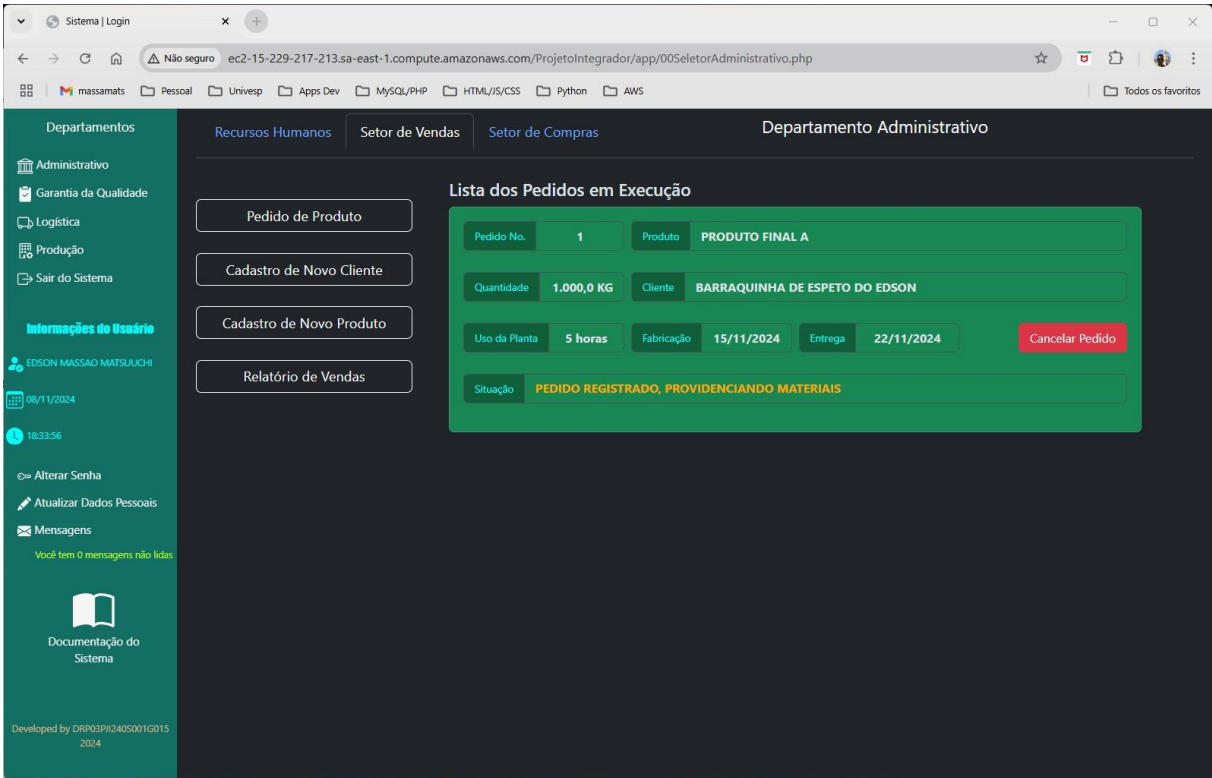 Sistema | Login
Não seguro ec2-15-229-217-213.sa-east-1.compute.amazonaws.com/ProjetoIntegrador/app/00SeletorAdministrativo.php
massamats Pessoal Univesp Apps Dev MySQL/PHP HTML/JS/CSS Python AWS Todos os favoritos
Departamentos
Administrativo
Garantia da Qualidade
Logística
Produção
Sair do Sistema
Informações do Usuário
EDSON MASSAO MATSUUCHI
08/11/2024
18:33:56
Alterar Senha
Atualizar Dados Pessoais
Mensagens
Você tem 0 mensagens não lidas
Documentação do
Sistema
Developed by DRP03PJI240S001G015
2024
Recursos Humanos Setor de Vendas Setor de Compras Departamento Administrativo
Pedido de Produto
Cadastro de Novo Cliente
Cadastro de Novo Produto
Relatório de Vendas
Lista dos Pedidos em Execução
Pedido No. 1 Produto PRODUTO FINAL A
Quantidade 1.000,0 KG Cliente BARRAQUINHA DE ESPETO DO EDSON
Uso da Planta 5 horas Fabricação 15/11/2024 Entrega 22/11/2024 Cancelar Pedido
Situação PEDIDO REGISTRADO, PROVIDENCIANDO MATERIAIS